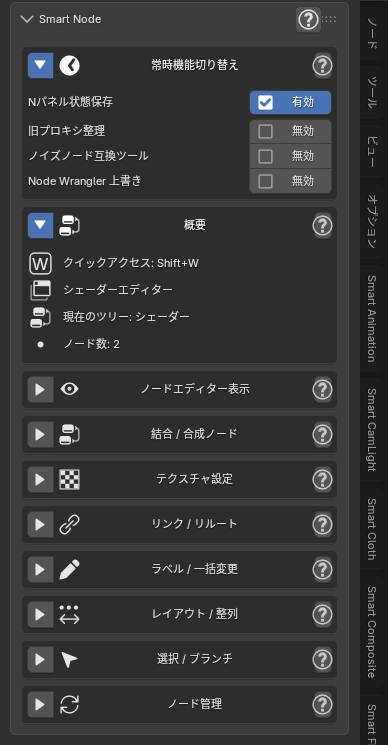 Smart Node
常時機能切り替え
Nパネル状態保存 有効
旧プロキシ整理 無効
ノイズノード互換ツール 無効
Node Wrangler 上書き 無効
概要
W クイックアクセス: Shift+W
シェーダーエディター
現在のツリー: シェーダー
ノード数: 2
ノードエディター表示
結合 / 合成ノード
テクスチャ設定
リンク / リルート
ラベル / 一括変更
レイアウト / 整列
選択 / ブランチ
ノード管理
ノード
ツール
ビュー
オプション
Smart Animation
Smart CamLight
Smart Cloth
Smart Composite
Smart F